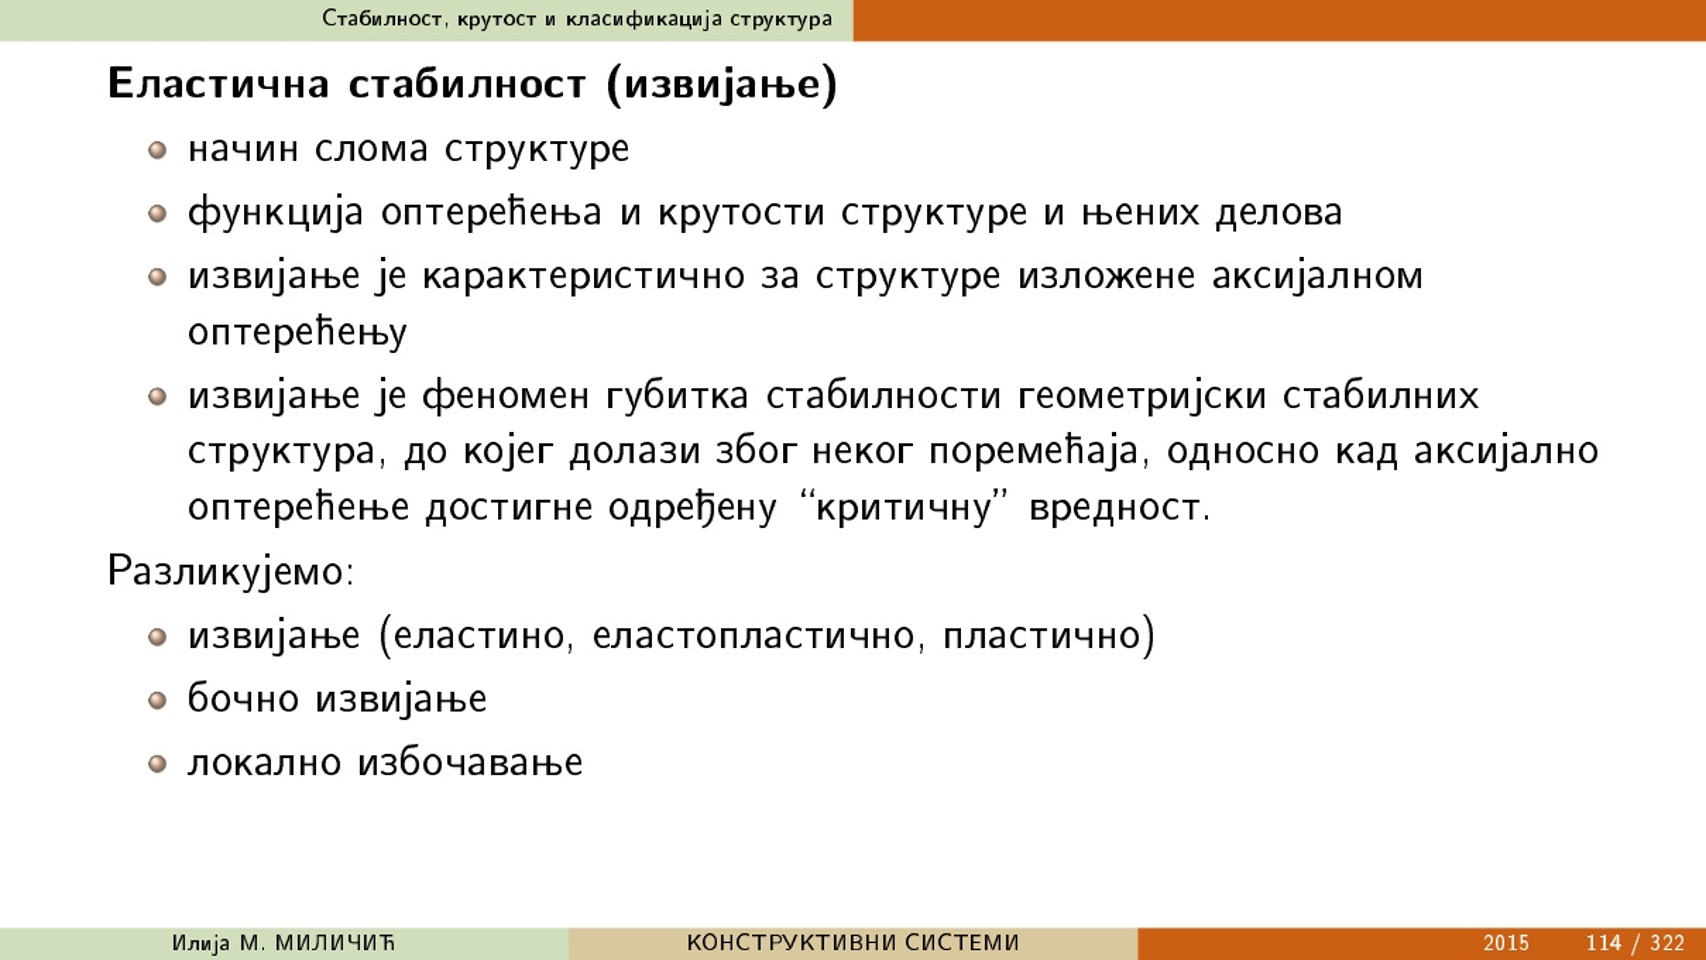 Стабилност, крутост и класификација структура
Еластична стабилност (извијање)
начин слома структуре
функција оптерећења и крутости структуре и њених делова
извијање је карактеристично за структуре изложене аксијалном
оптерећењу
извијање је феномен губитка стабилности геометријски стабилних
структура, до којег долази због неког поремећаја, односно кад аксијално
оптерећење достигне одређену “критичну” вредност.
Разликујемо:
извијање (еластино, еластопластично, пластично)
бочно извијање
локално избочавање
Илија М. МИЛИЧИЋ КОНСТРУКТИВНИ СИСТЕМИ 2015 114 / 322